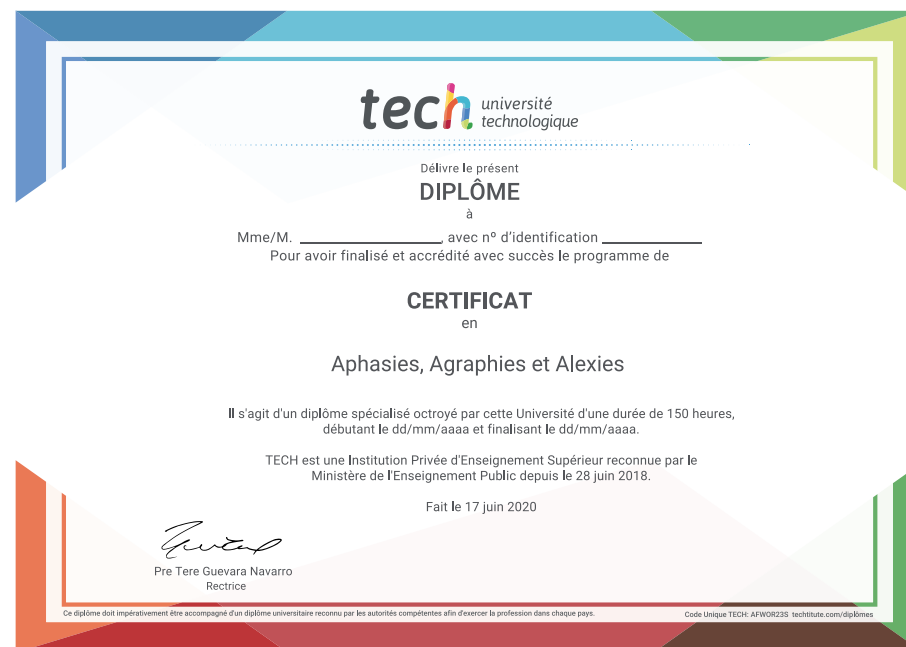 tech université
technologique
Délivre le présent
DIPLÔME
à
Mme/M. ____________________, avec nº d'identification ______________
Pour avoir finalisé et accrédité avec succès le programme de
CERTIFICAT
en
Aphasies, Agraphies et Alexies
Il s'agit d'un diplôme spécialisé octroyé par cette Université d'une durée de 150 heures,
débutant le dd/mm/aaaa et finalisant le dd/mm/aaaa.
TECH est une Institution Privée d'Enseignement Supérieur reconnue par le
Ministère de l'Enseignement Public depuis le 28 juin 2018.
Fait le 17 juin 2020
Pre Tere Guevara Navarro
Rectrice
Ce diplôme doit impérativement être accompagné d'un diplôme universitaire reconnu par les autorités compétentes afin d'exercer la profession dans chaque pays.
Code Unique TECH: AFWOR23S techtitute.com/diplômes